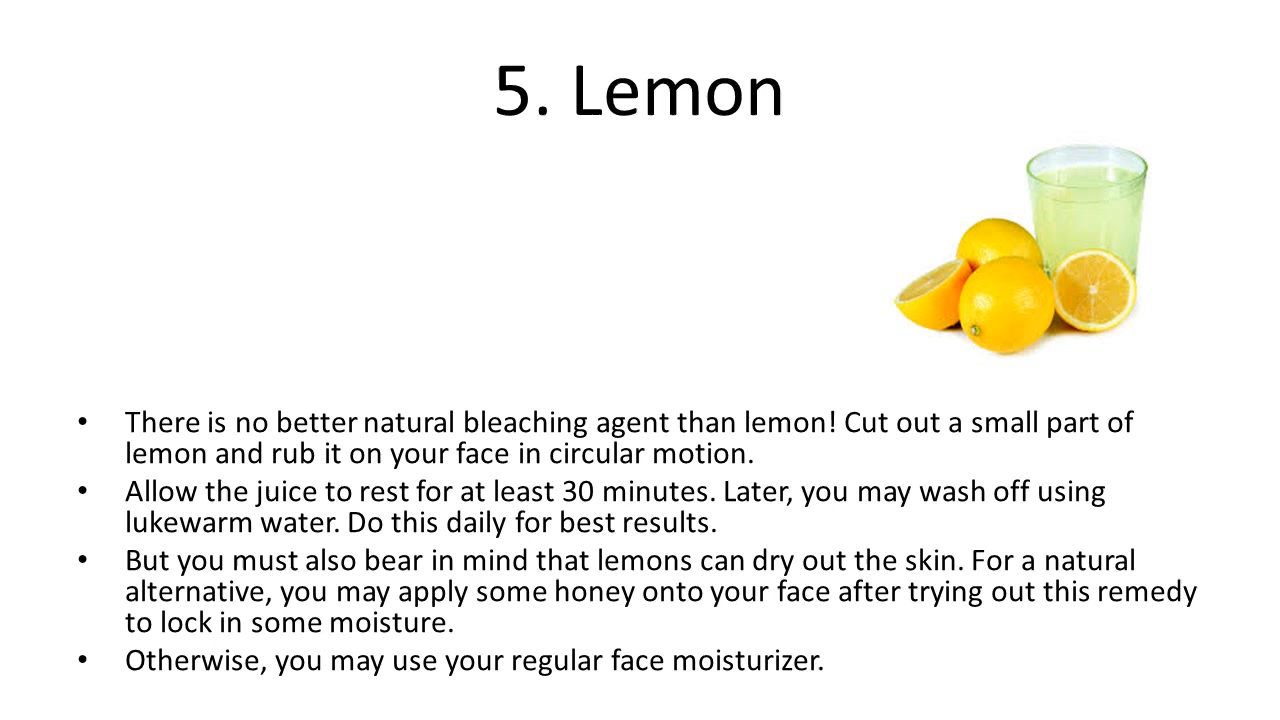 5. Lemon
• There is no better natural bleaching agent than lemon! Cut out a small part of
lemon and rub it on your face in circular motion.
• Allow the juice to rest for at least 30 minutes. Later, you may wash off using
lukewarm water. Do this daily for best results.
• But you must also bear in mind that lemons can dry out the skin. For a natural
alternative, you may apply some honey onto your face after trying out this remedy
to lock in some moisture.
• Otherwise, you may use your regular face moisturizer.